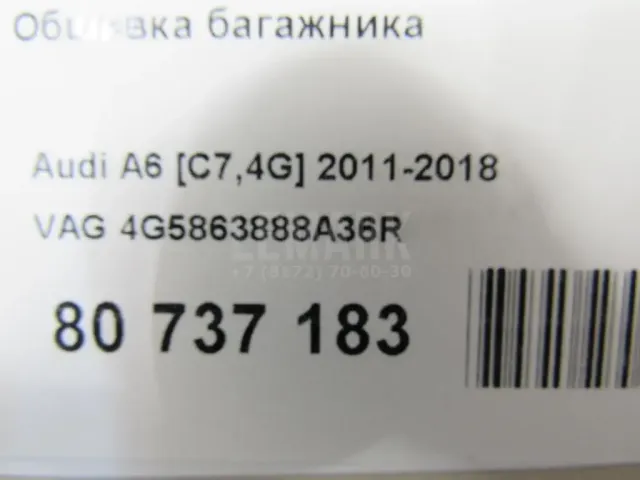 Обшивка багажника
Audi A6 [C7,4G] 2011-2018
VAG 4G5863888A36R
80 737 183